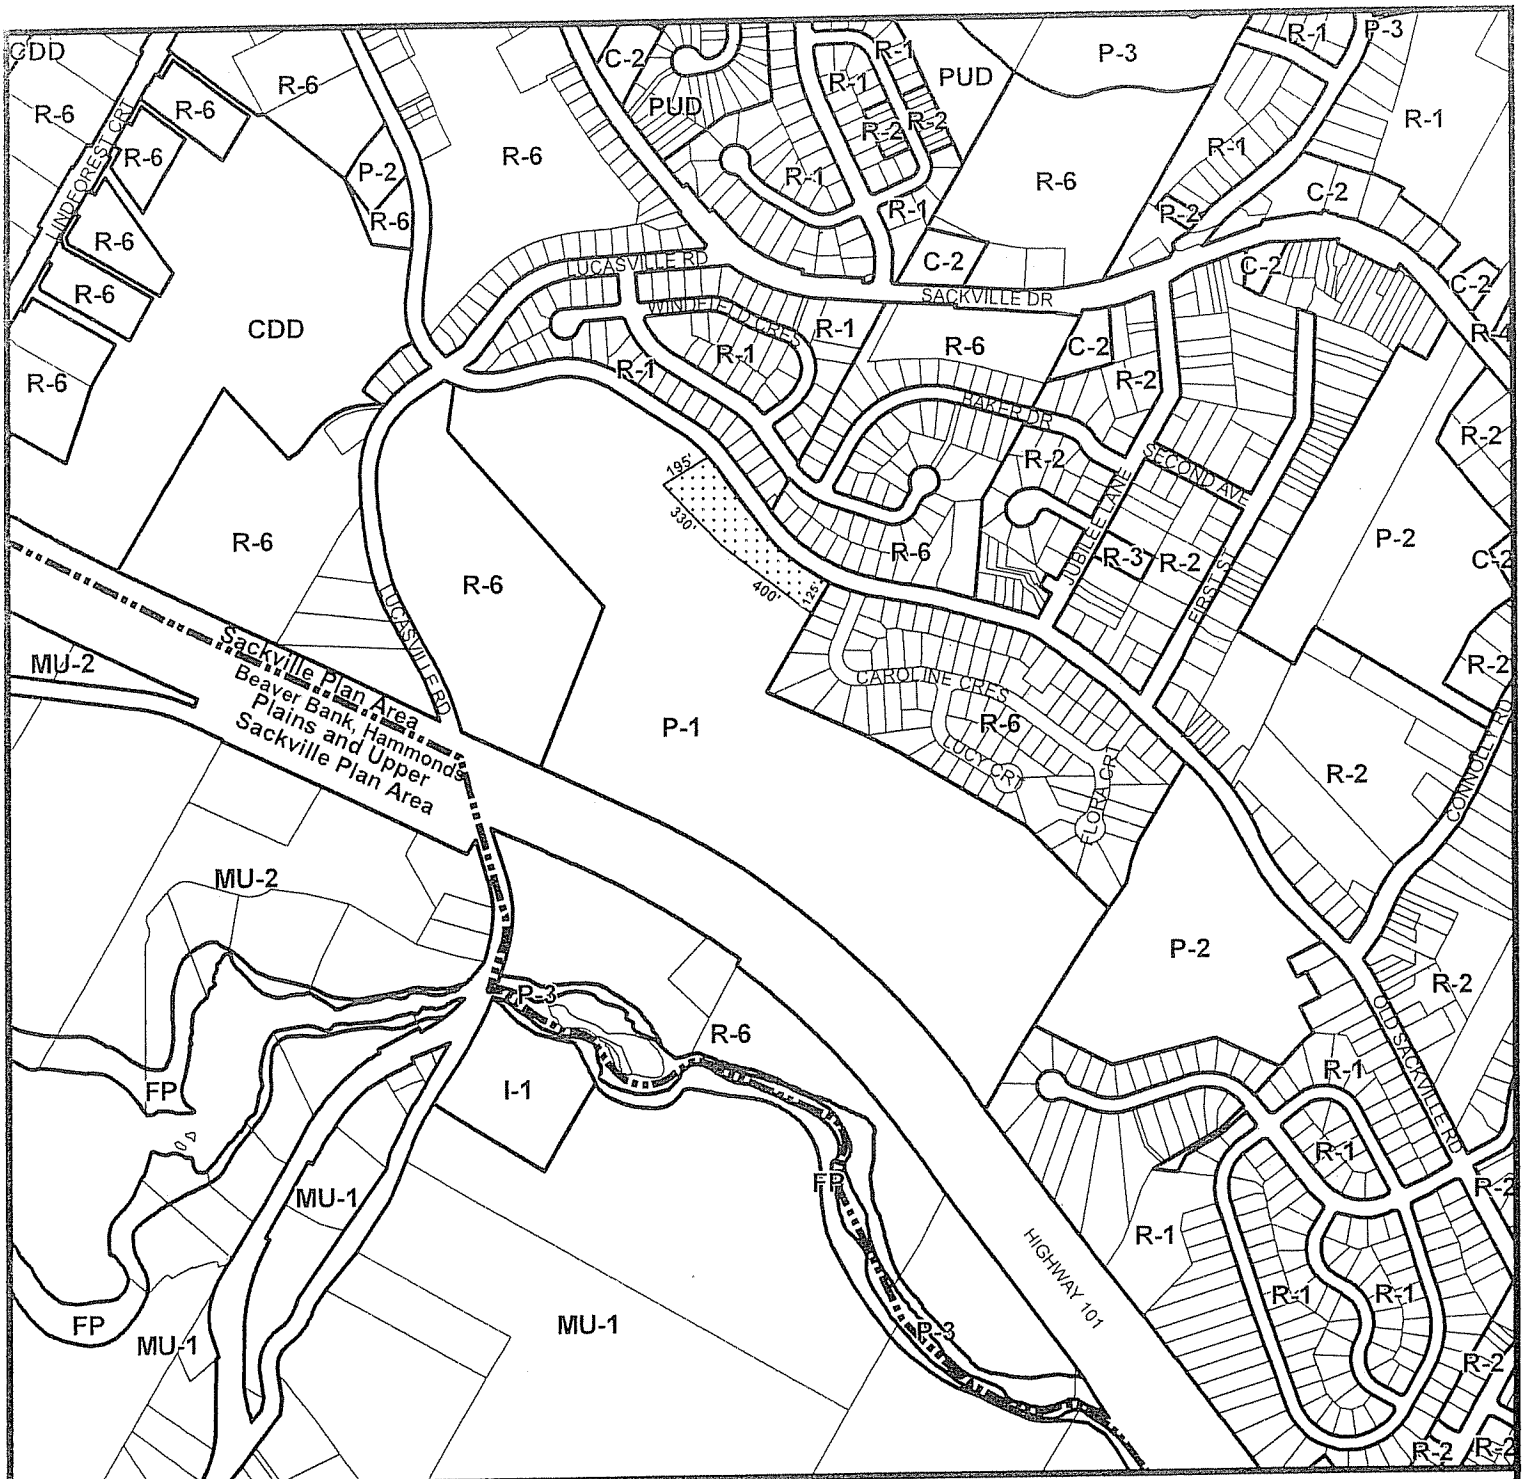 CDD
R-6
R-6
R-6
C-2
PUD
R-1
R-1
PUD
P-3
R-1
P-3
R-6
R-2
R-2
R-1
R-1
LINDFOREST CRT
P-2
R-6
R-6
R-1
R-6
C-2
R-6
R-1
P-2
R-6
LUCASVILLE RD
C-2
C-2
C-2
R-6
SACKVILLE DR
WINDFIELD CRES
CDD
R-1
R-6
C-2
R-1
R-1
R-2
R-6
BAKER DR
R-2
R-2
195'
SECOND AVE
330'
R-6
R-6
R-6
R-3
R-2
P-2
C-2
JUBILEE LANE
FIRST ST
400'
125'
LUCASVILLE RD
MU-2
Sackville Plan Area
Beaver Bank, Hammonds
Plains and Upper
Sackville Plan Area
P-1
CAROLINE CRES
R-6
LUCY CR
FLORA CR
R-2
R-2
CONNOLLY RD
MU-2
P-2
R-2
P-3
R-6
OLD SACKVILLE RD
FP
I-1
R-1
R-1
MU-1
FP
R-2
R-1
HIGHWAY 101
R-1
R-1
FP
MU-1
MU-1
P-3
R-2
R-2
R-2